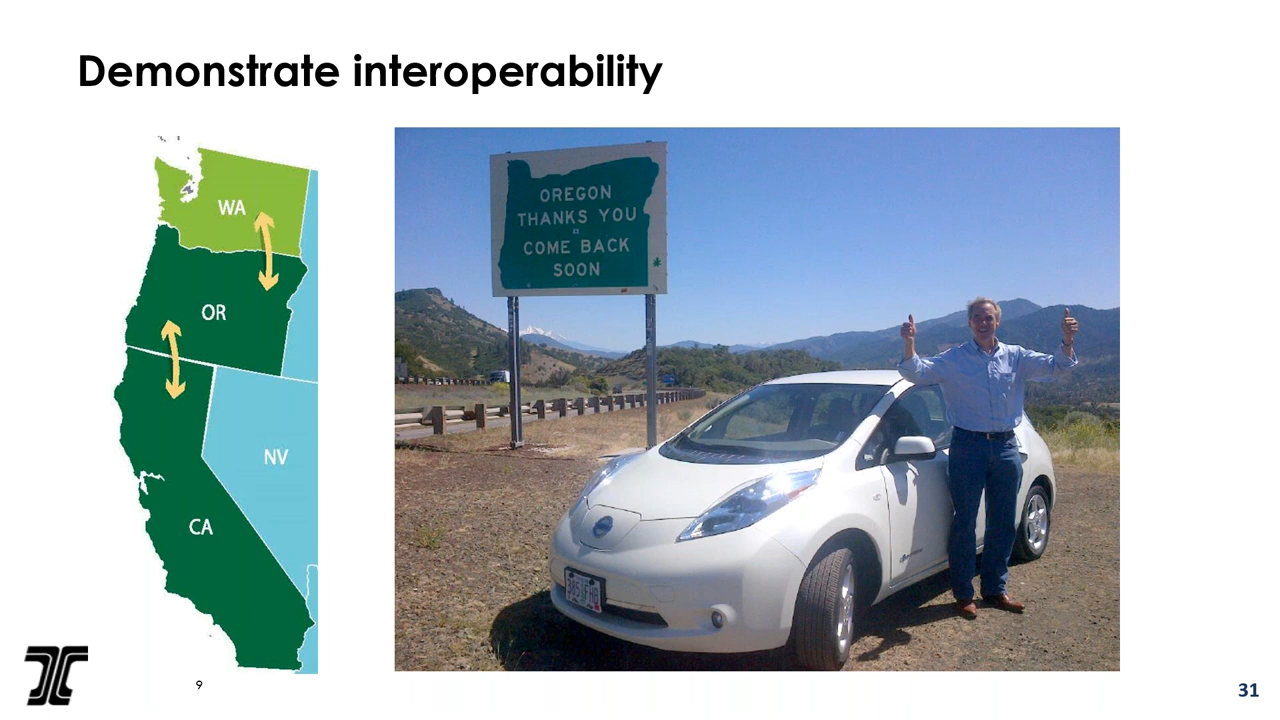 Demonstrate interoperability
WA
OR
NV
CA
OREGON
THANKS YOU
COME BACK
SOON
9
31